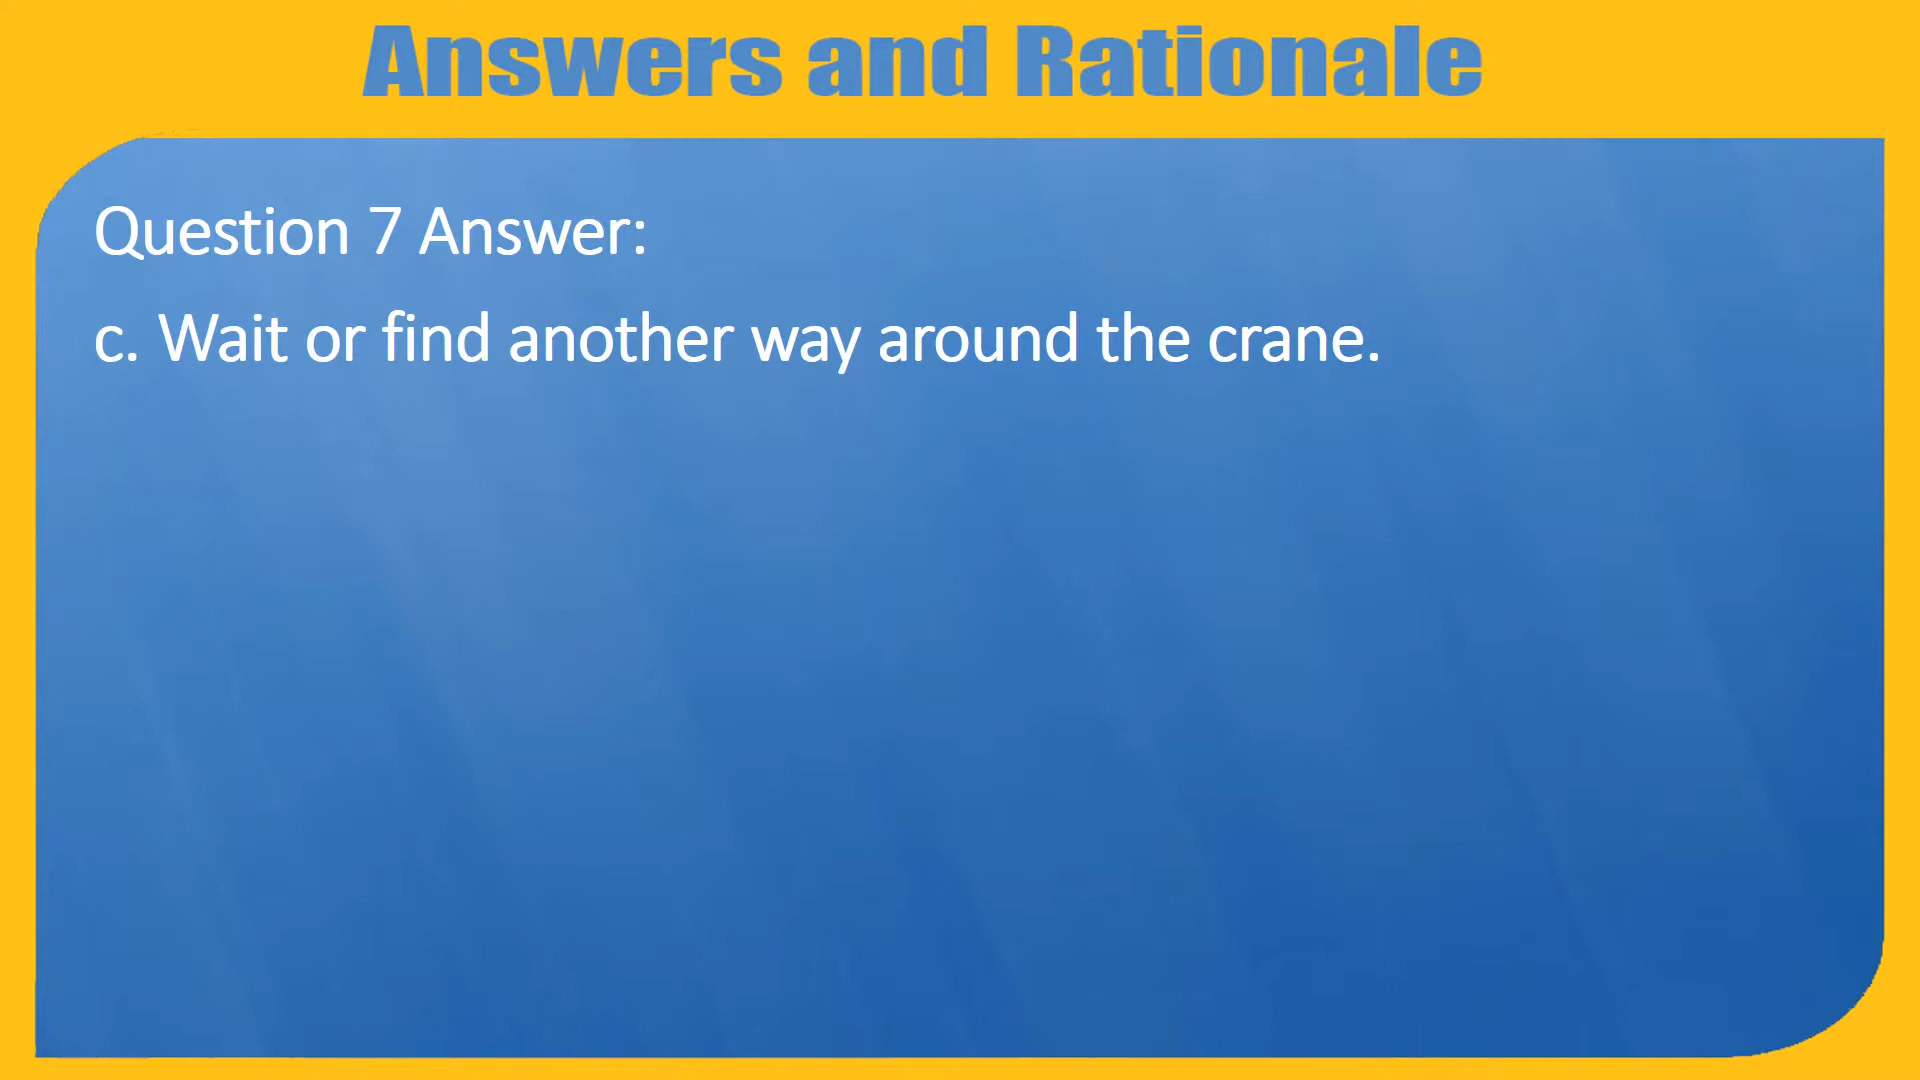 Answers and Rationale
Question 7 Answer:
c. Wait or find another way around the crane.